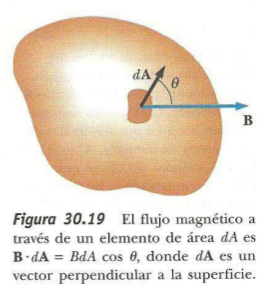 dA
θ
B
Figura 30.19 El flujo magnético a
través de un elemento de área dA es
B · dA = BdA cos θ, donde dA es un
vector perpendicular a la superficie.